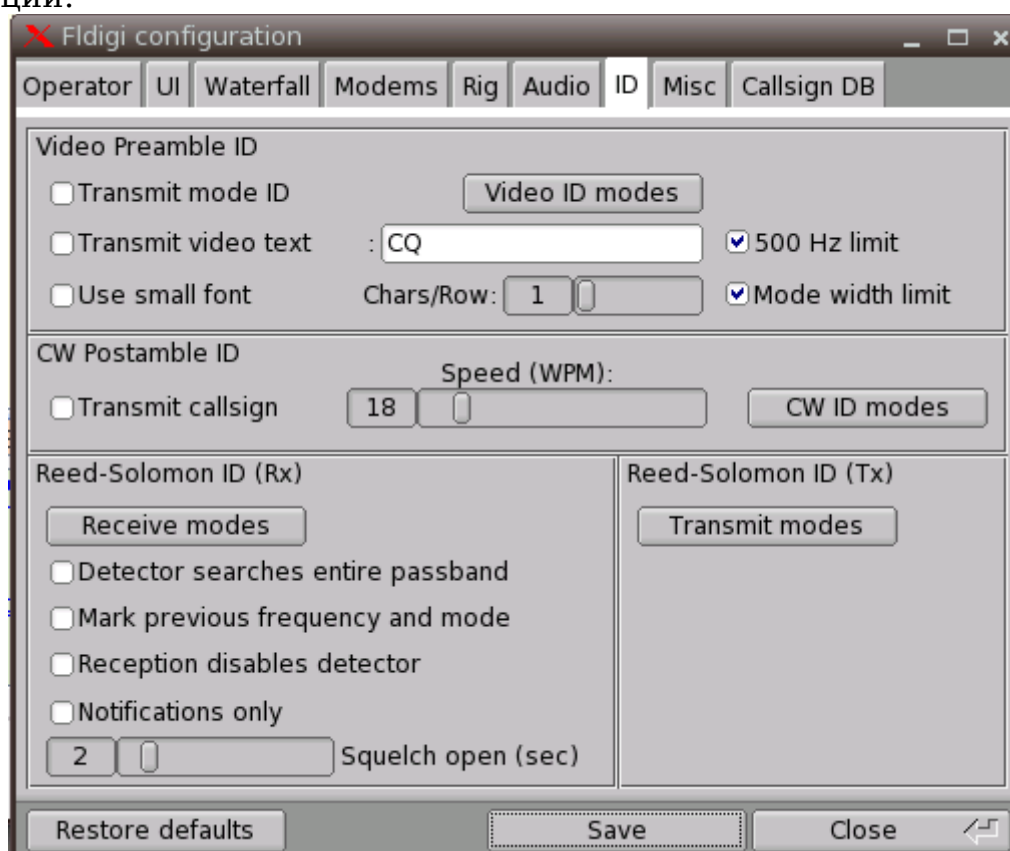 ции.
Fldigi configuration
Operator UI Waterfall Modems Rig Audio ID Misc Callsign DB
Video Preamble ID
Transmit mode ID Video ID modes
Transmit video text : CQ 500 Hz limit
Use small font Chars/Row: 1 Mode width limit
CW Postamble ID
Speed (WPM):
Transmit callsign 18 CW ID modes
Reed-Solomon ID (Rx) Reed-Solomon ID (Tx)
Receive modes Transmit modes
Detector searches entire passband
Mark previous frequency and mode
Reception disables detector
Notifications only
2 Squelch open (sec)
Restore defaults Save Close